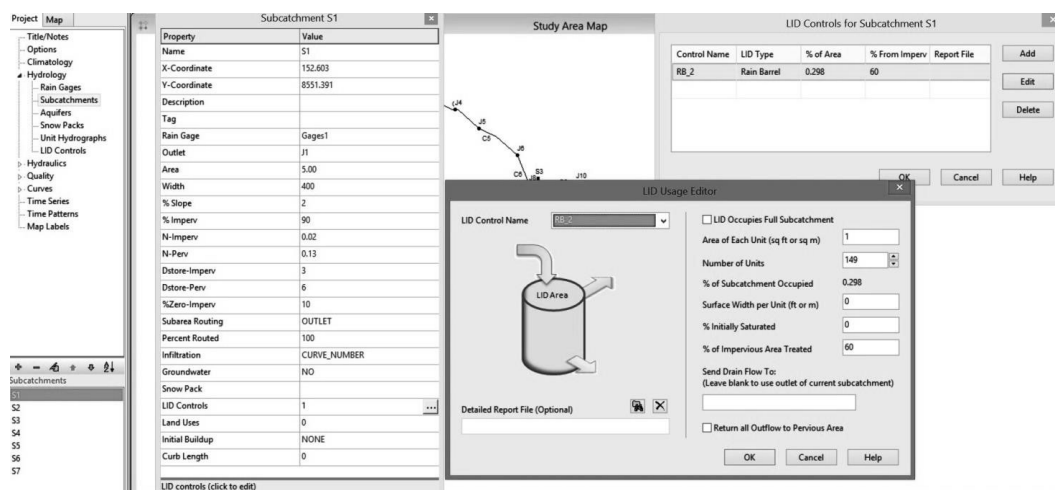 Project Map
Title/Notes
Options
Climatology
Hydrology
Rain Gages
Subcatchments
Aquifers
Snow Packs
Unit Hydrographs
LID Controls
Hydraulics
Quality
Curves
Time Series
Time Patterns
Map Labels
Subcatchments
S1
S2
S3
S4
S5
S6
S7
Subcatchment S1
Property Value
Name S1
X-Coordinate 152.603
Y-Coordinate 8551.391
Description
Tag
Rain Gage Gages1
Outlet J1
Area 5.00
Width 400
% Slope 2
% Imperv 90
N-Imperv 0.02
N-Perv 0.13
Dstore-Imperv 3
Dstore-Perv 6
%Zero-Imperv 10
Subarea Routing OUTLET
Percent Routed 100
Infiltration CURVE_NUMBER
Groundwater NO
Snow Pack
LID Controls 1 ...
Land Uses 0
Initial Buildup NONE
Curb Length 0
LID controls (click to edit)
Study Area Map
J4
J5
C5
J6
C6 S3
J10
LID Controls for Subcatchment S1
Control Name LID Type % of Area % From Imperv Report File
RB_2 Rain Barrel 0.298 60
Add
Edit
Delete
OK Cancel Help
LID Usage Editor
LID Control Name RB_2
LID Area
Detailed Report File (Optional)
LID Occupies Full Subcatchment
Area of Each Unit (sq ft or sq m) 1
Number of Units 149
% of Subcatchment Occupied 0.298
Surface Width per Unit (ft or m) 0
% Initially Saturated 0
% of Impervious Area Treated 60
Send Drain Flow To:
(Leave blank to use outlet of current subcatchment)
Return all Outflow to Pervious Area
OK Cancel Help